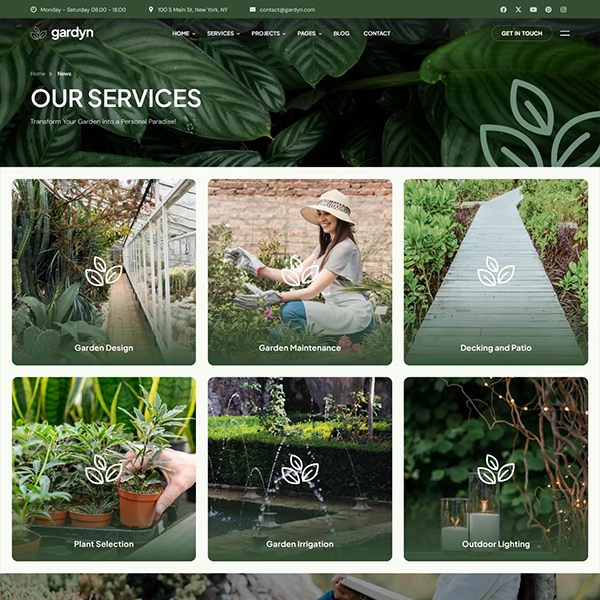 Monday - Saturday 08.00 - 18.00 100 S Main St, New York, NY contact@gardyn.com
gardyn HOME SERVICES PROJECTS PAGES BLOG CONTACT GET IN TOUCH
Home > News
OUR SERVICES
Transform Your Garden into a Personal Paradise!
Garden Design Garden Maintenance Decking and Patio
Plant Selection Garden Irrigation Outdoor Lighting